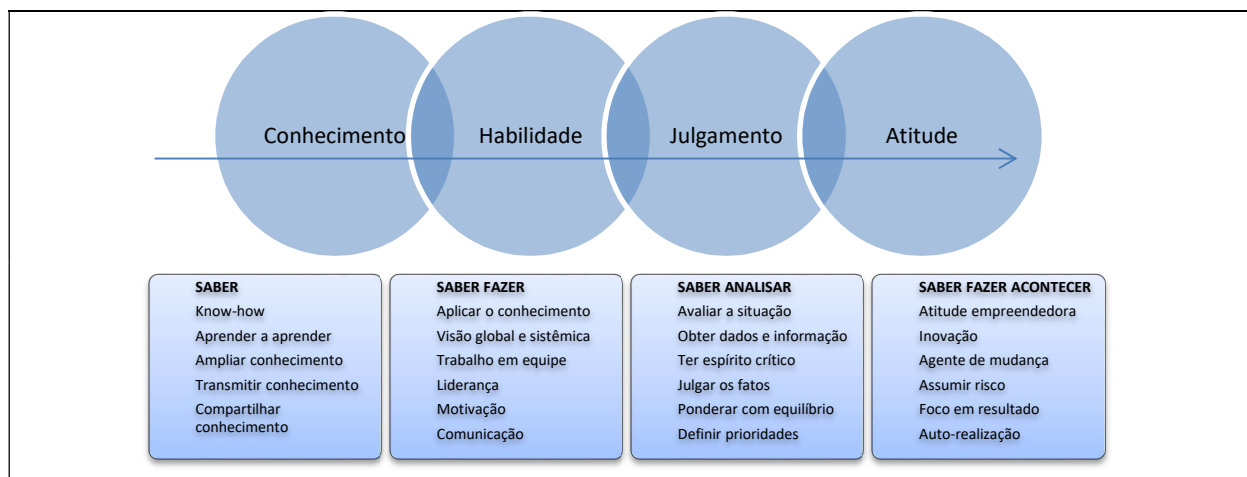 Conhecimento
Habilidade
Julgamento
Atitude
SABER
Know-how
Aprender a aprender
Ampliar conhecimento
Transmitir conhecimento
Compartilhar
conhecimento
SABER FAZER
Aplicar o conhecimento
Visão global e sistêmica
Trabalho em equipe
Liderança
Motivação
Comunicação
SABER ANALISAR
Avaliar a situação
Obter dados e informação
Ter espírito crítico
Julgar os fatos
Ponderar com equilíbrio
Definir prioridades
SABER FAZER ACONTECER
Atitude empreendedora
Inovação
Agente de mudança
Assumir risco
Foco em resultado
Auto-realização